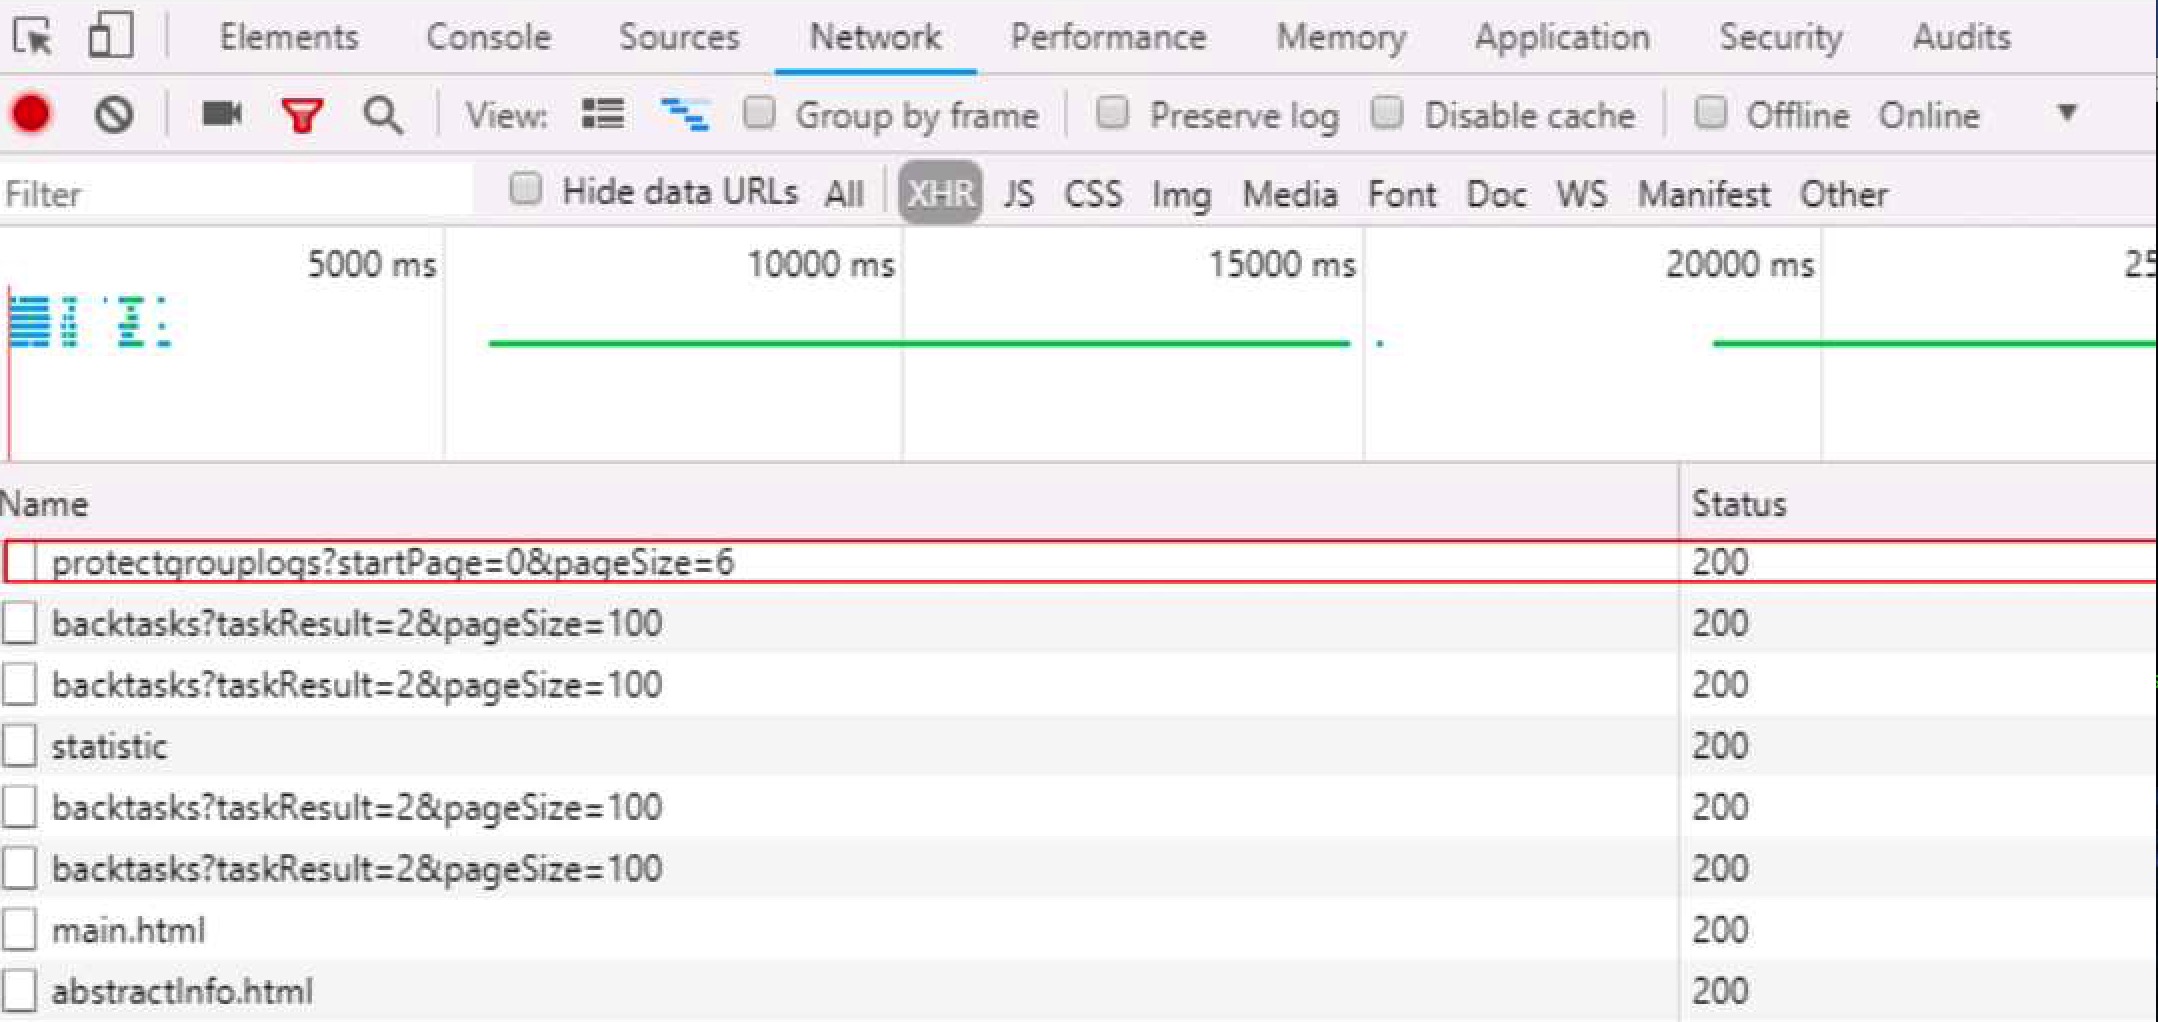 Elements Console Sources Network Performance Memory Application Security Audits
View: Group by frame Preserve log Disable cache Offline Online
Filter Hide data URLs All XHR JS CSS Img Media Font Doc WS Manifest Other
5000 ms 10000 ms 15000 ms 20000 ms 25
Name Status
protectgrouplogs?startPage=0&pageSize=6 200
backtasks?taskResult=2&pageSize=100 200
backtasks?taskResult=2&pageSize=100 200
statistic 200
backtasks?taskResult=2&pageSize=100 200
backtasks?taskResult=2&pageSize=100 200
main.html 200
abstractInfo.html 200